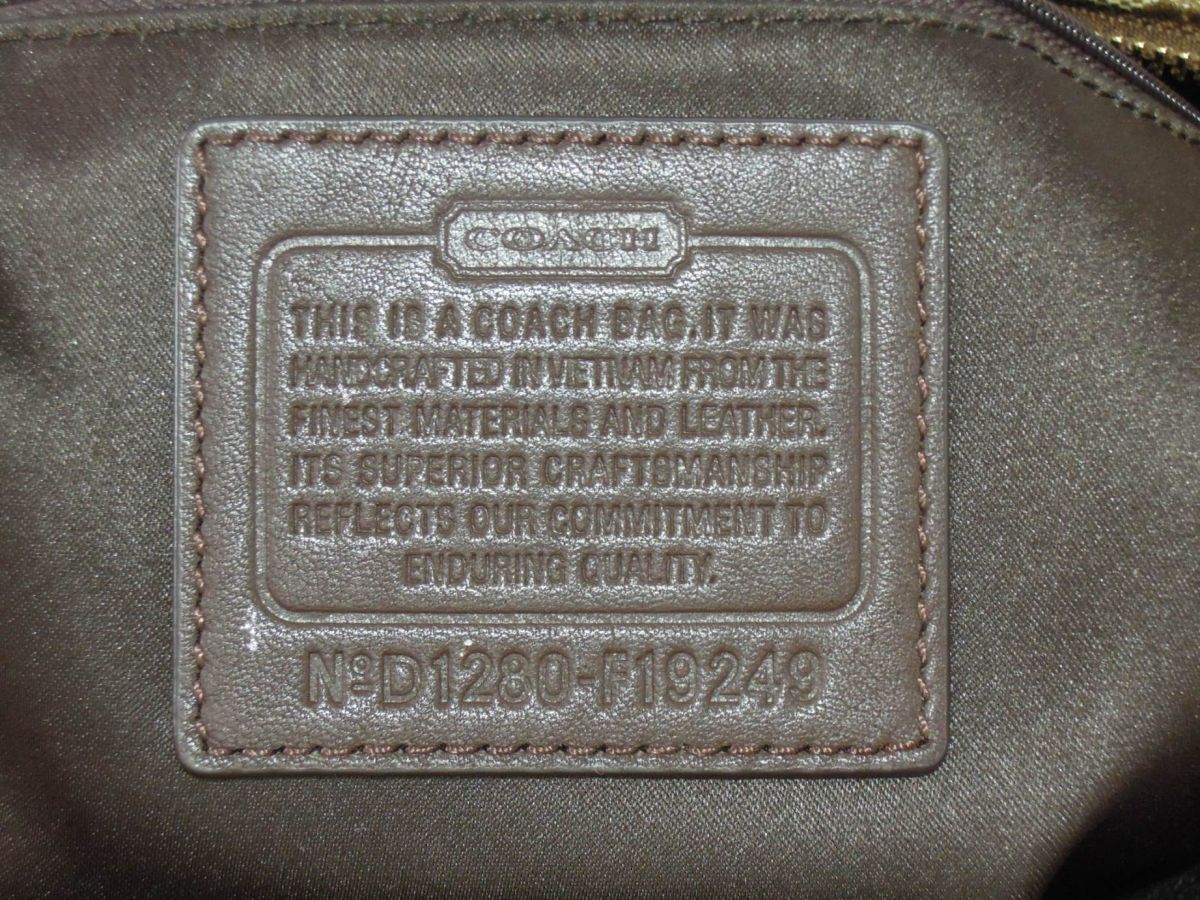 COACH
THIS IS A COACH BAG. IT WAS
HANDCRAFTED IN VIETNAM FROM THE
FINEST MATERIALS AND LEATHER.
ITS SUPERIOR CRAFTSMANSHIP
REFLECTS OUR COMMITMENT TO
ENDURING QUALITY.
NºD1280-F19249